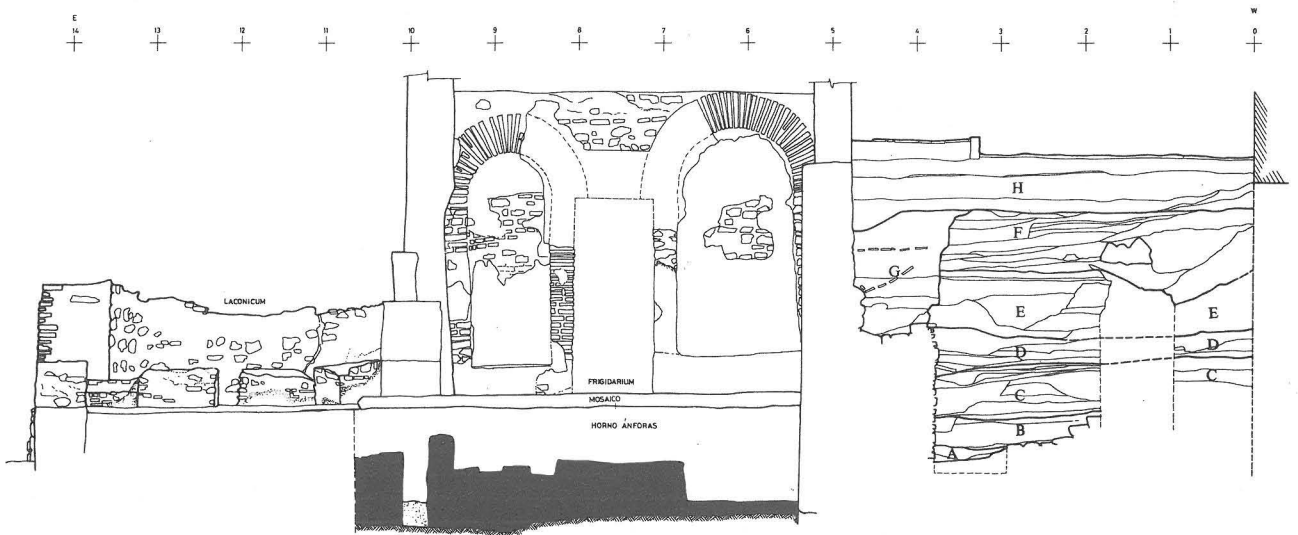 E W
14 13 12 11 10 9 8 7 6 5 4 3 2 1 0
H
F
G
LACONICUM
E E
D D
C
FRIGIDARIUM
C
MOSAICO
HORNO ÁNFORAS
B
A